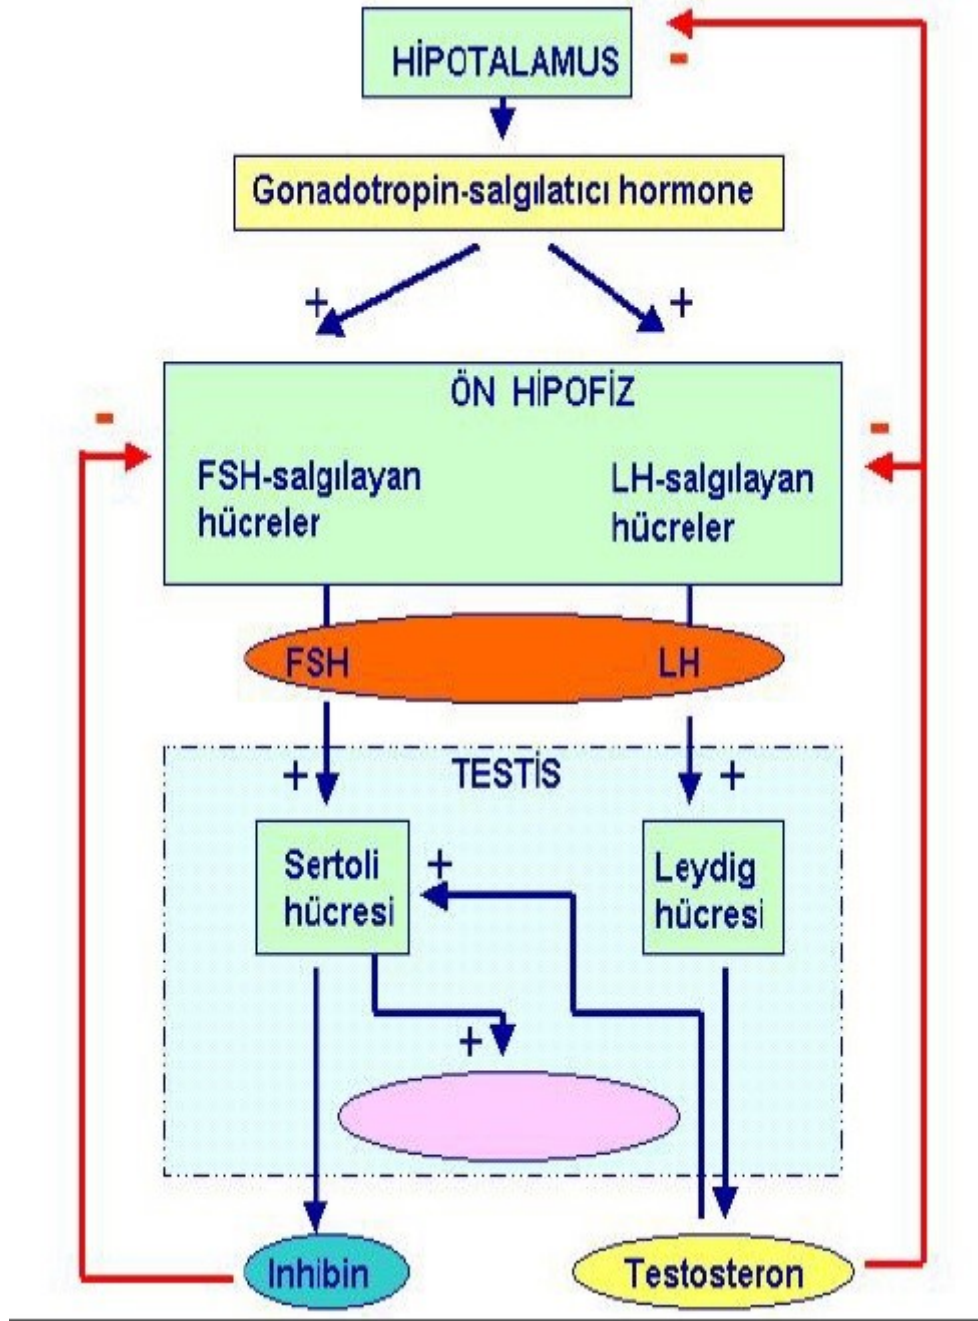 HİPOTALAMUS
-
Gonadotropin-salgılatıcı hormone
+
+
ÖN HİPOFİZ
-
-
FSH-salgılayan
hücreler
LH-salgılayan
hücreler
FSH
LH
+
TESTİS
+
Sertoli
hücresi
+
Leydig
hücresi
+
Inhibin
Testosteron